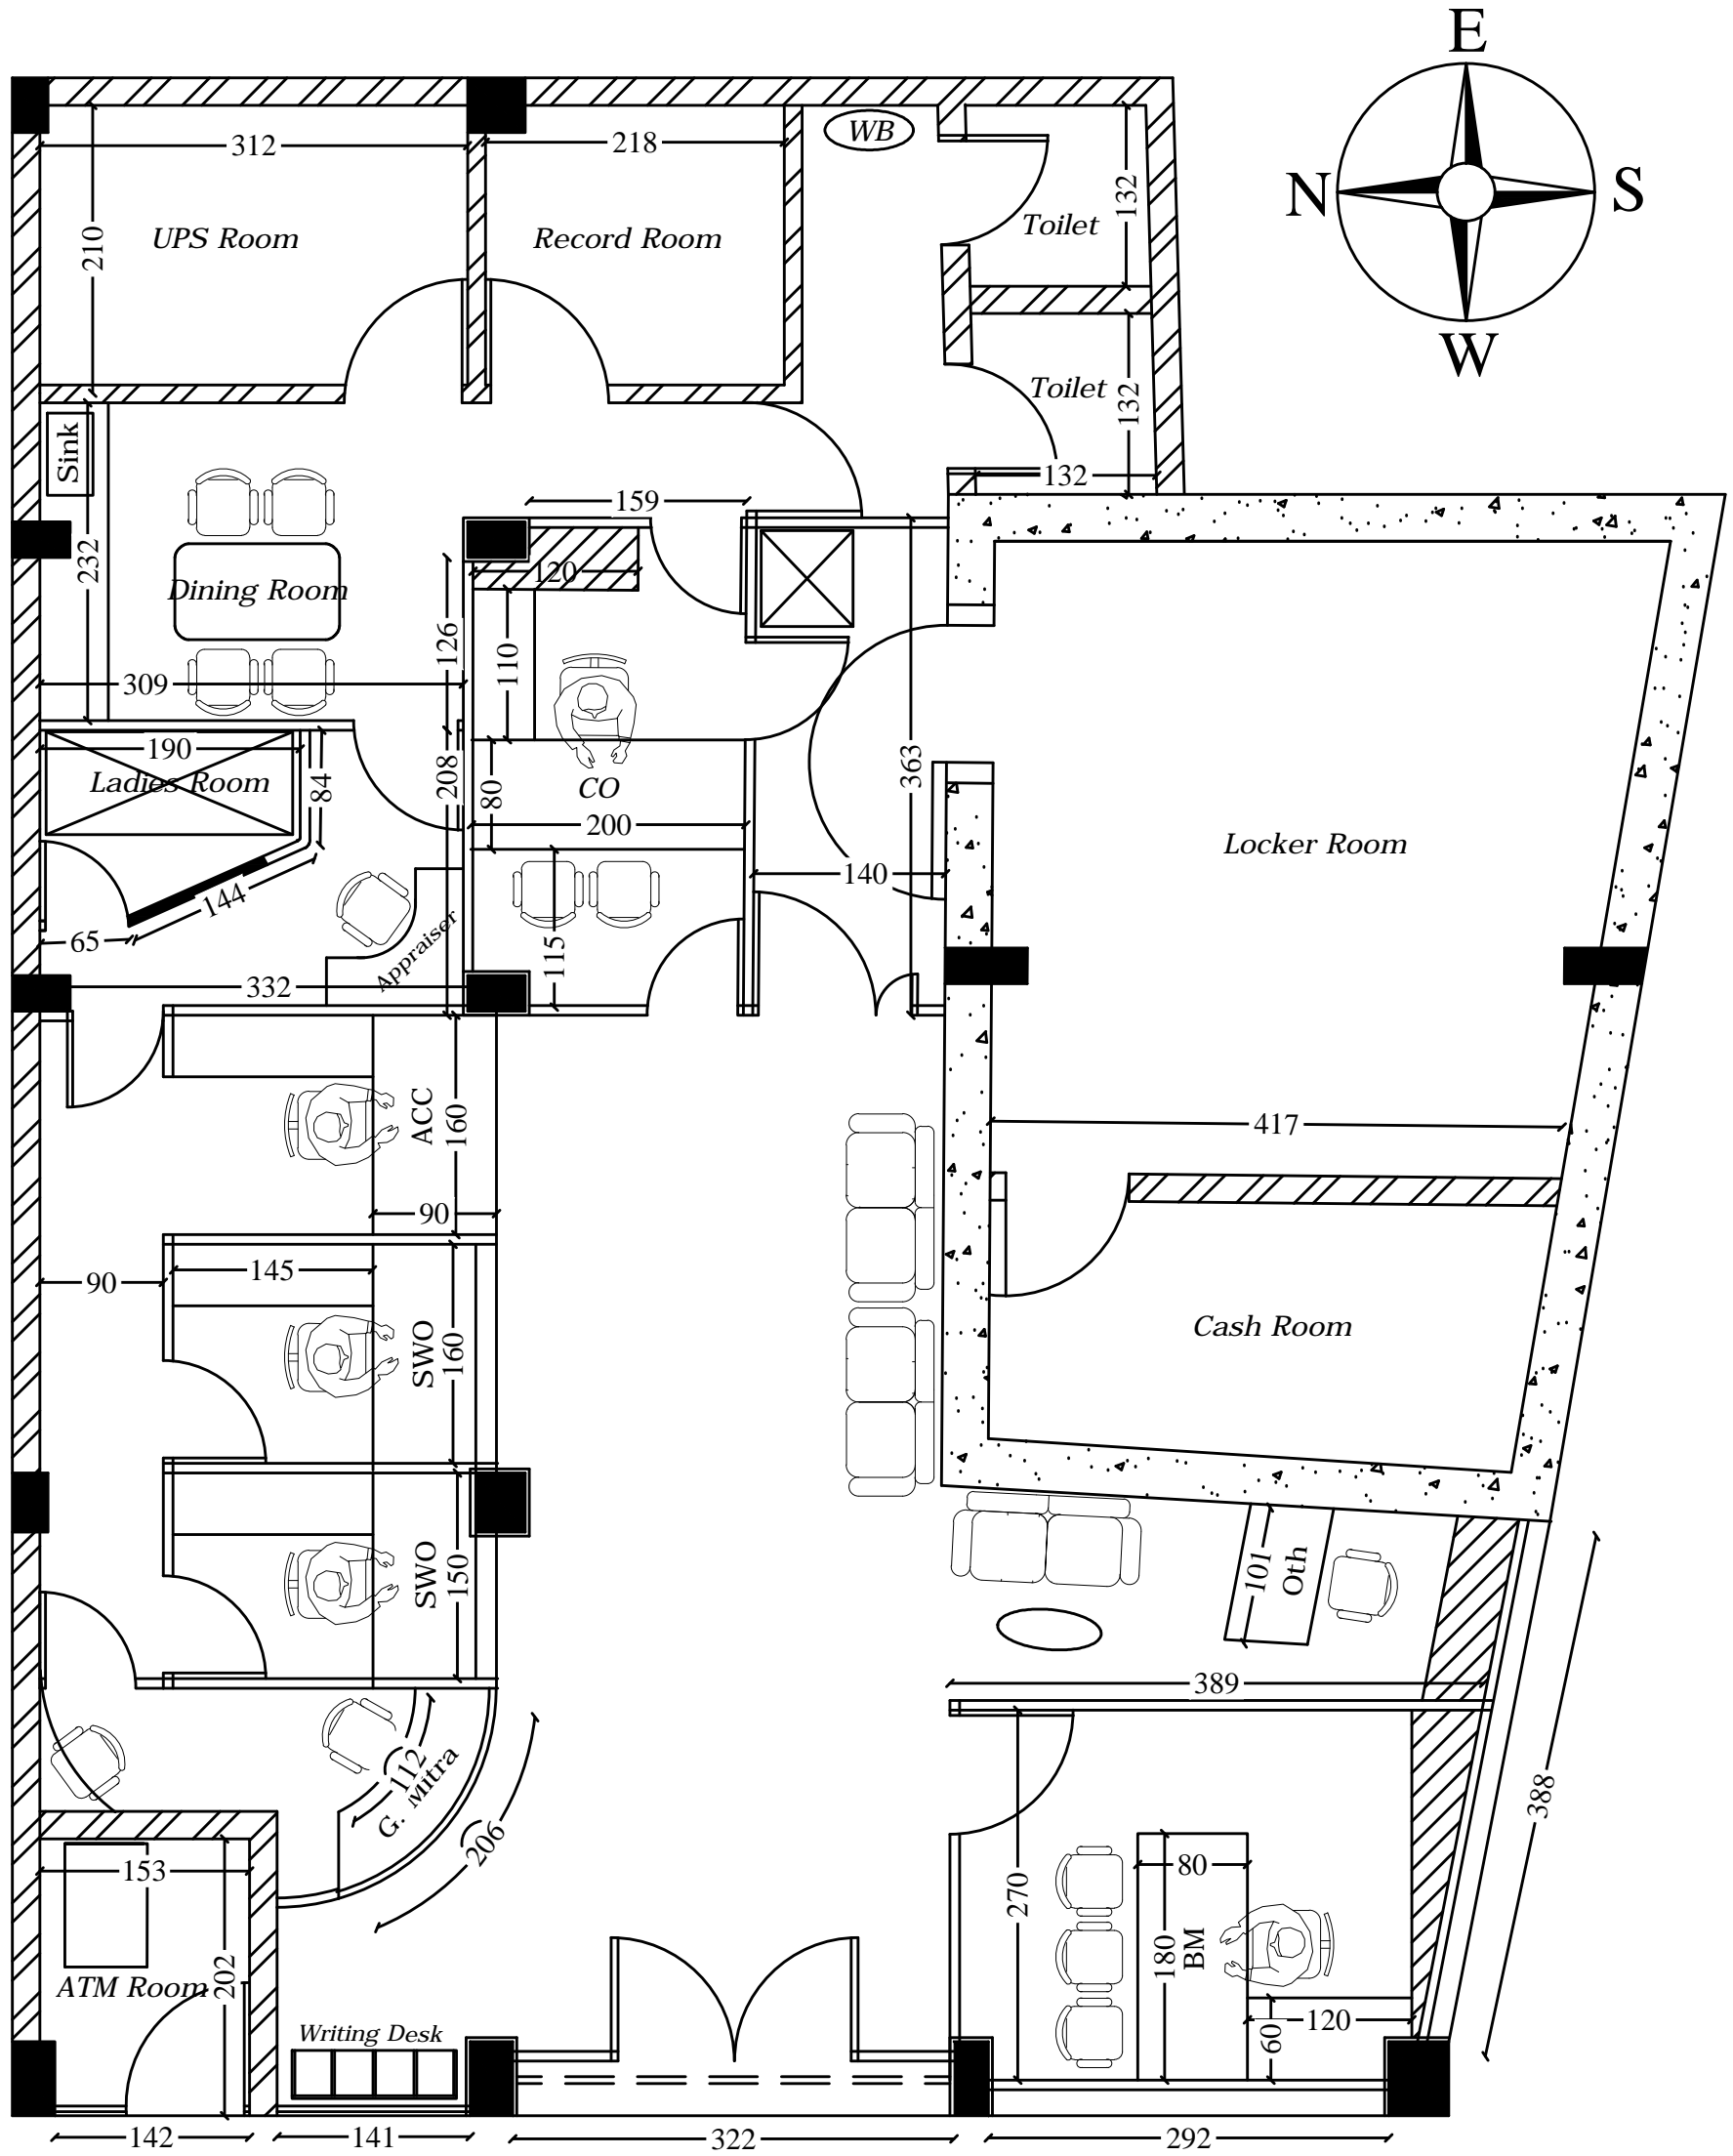 E
N
S
W
WB
312
218
132
UPS Room
Record Room
Toilet
210
Toilet
132
Sink
132
159
232
Dining Room
120
126
110
309
190
Ladies Room
84
208
80
CO
363
200
Locker Room
140
144
65
Appraiser
115
332
ACC
160
417
90
90
145
SWO
160
Cash Room
SWO
150
101
Oth
389
112
G. Mitra
206
388
153
80
270
ATM Room
202
180
BM
Writing Desk
60
120
142
141
322
292